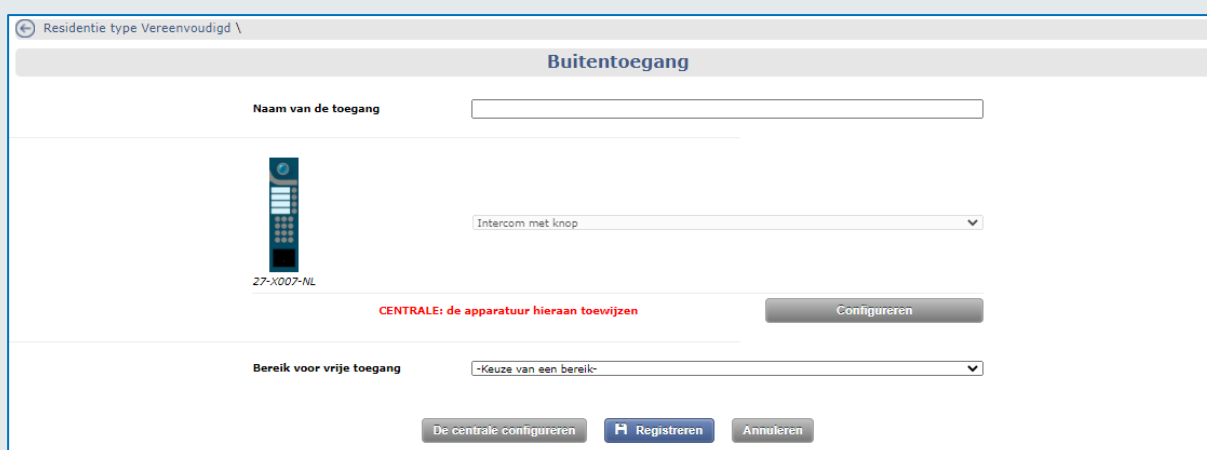 Residentie type Vereenvoudigd \
Buitentoegang
Naam van de toegang
Intercom met knop
27-X007-NL
CENTRALE: de apparatuur hieraan toewijzen
Configureren
Bereik voor vrije toegang
-Keuze van een bereik-
De centrale configureren
Registreren
Annuleren